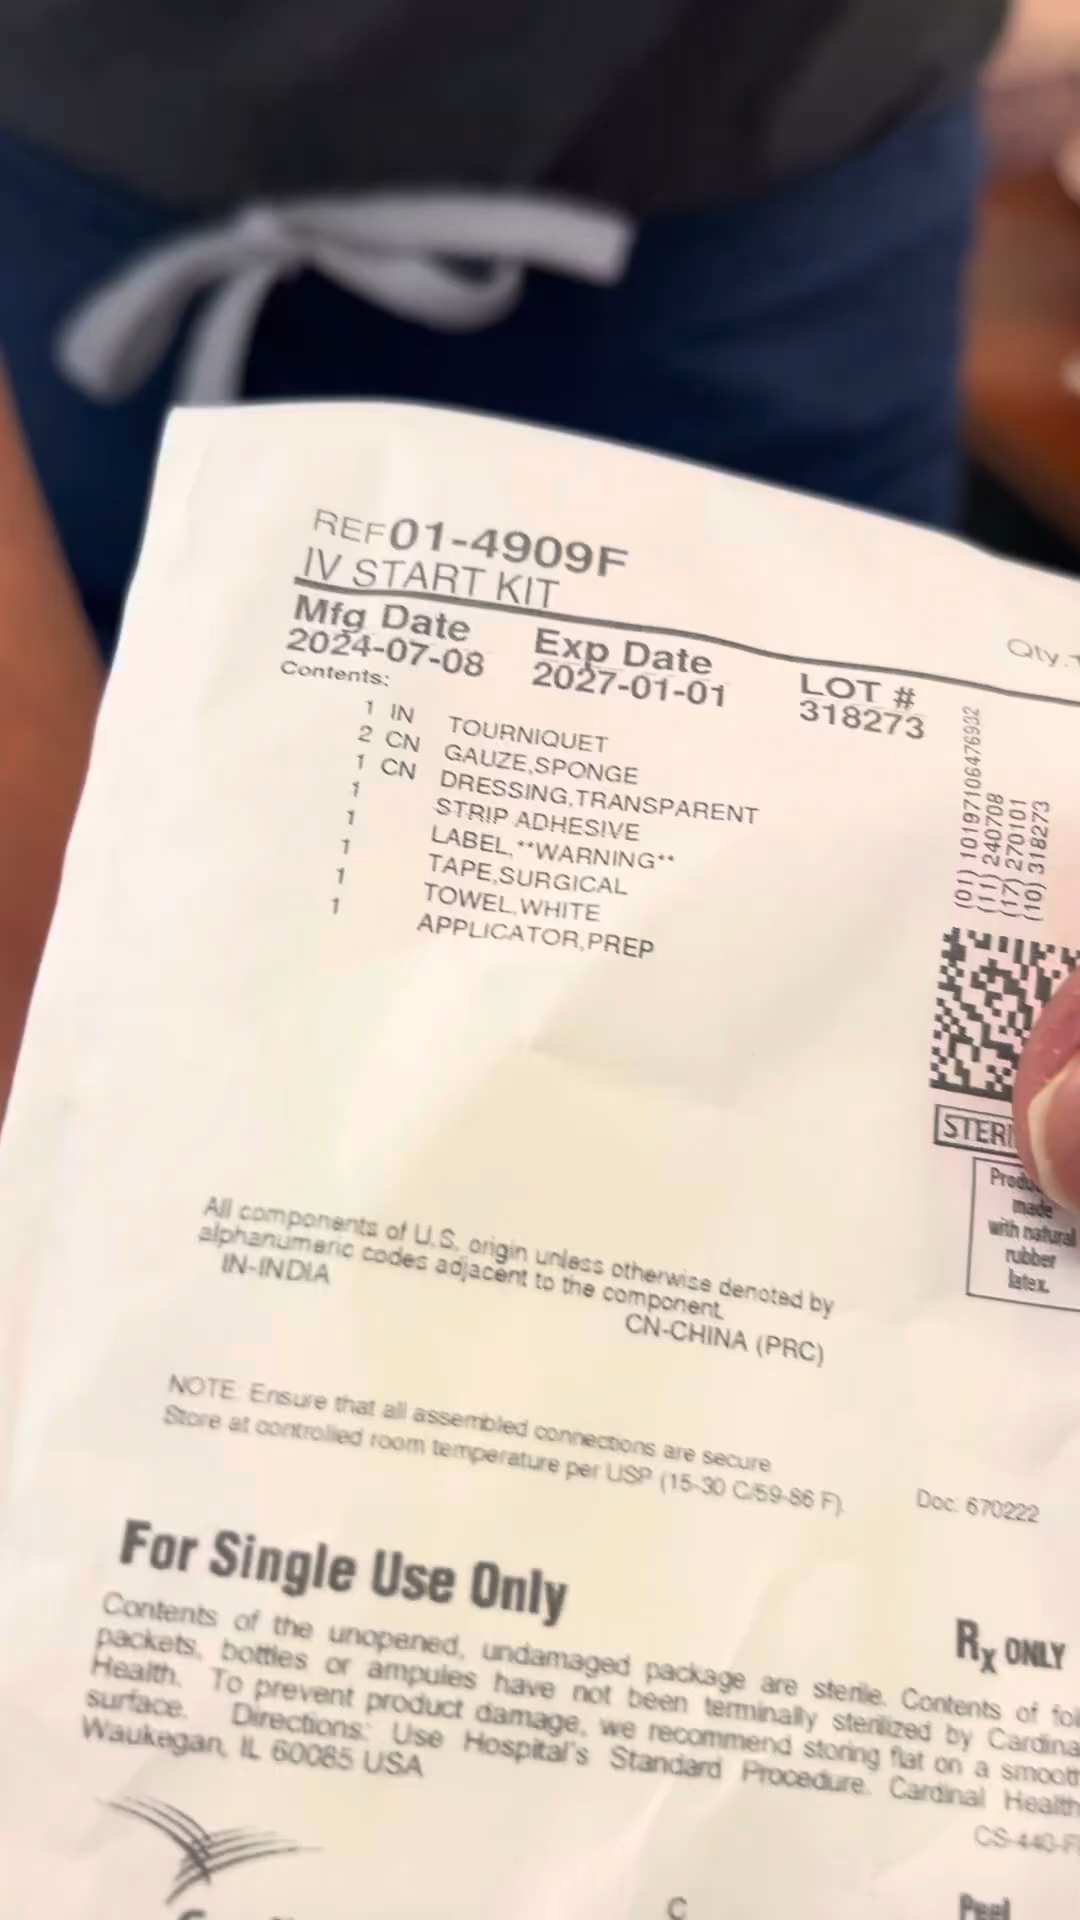 REF 01-4909F
IV START KIT
Qty.
Mfg Date
2024-07-08
Exp Date
2027-01-01
LOT #
318273
Contents:
1 IN TOURNIQUET
2 CN GAUZE,SPONGE
1 CN DRESSING,TRANSPARENT
1 STRIP ADHESIVE
1 LABEL,**WARNING**
1 TAPE,SURGICAL
1 TOWEL,WHITE
1 APPLICATOR,PREP
(01) 10197106476932
(11) 240708
(17) 270101
(10) 318273
made
with natural
rubber
latex.
All components of U.S. origin unless otherwise denoted by
alphanumeric codes adjacent to the component.
IN-INDIA
CN-CHINA (PRC)
NOTE: Ensure that all assembled connections are secure
Store at controlled room temperature per USP (15-30 C/59-86 F).
Doc. 670222
For Single Use Only
Rx ONLY
Contents of the unopened, undamaged package are sterile. Contents of
packets, bottles or ampules have not been terminally sterilized by
Health. To prevent product damage, we recommend storing flat on a smooth
surface. Directions: Use Hospital's Standard Procedure. Cardinal Health
Waukegan, IL 60085 USA
CS-440-
C
Peel